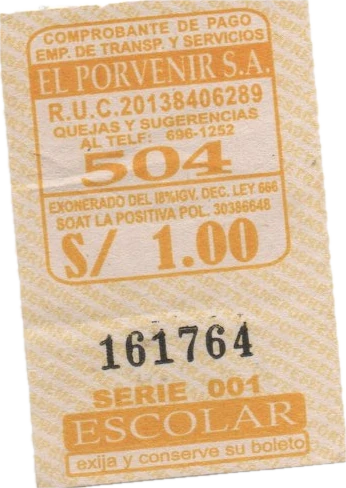 COMPROBANTE DE PAGO
EMP. DE TRANSP. Y SERVICIOS
EL PORVENIR S.A.
R.U.C.20138406289
QUEJAS Y SUGERENCIAS
AL TELF: 696-1252
504
EXONERADO DEL I8%IGV. DEC. LEY 666
SOAT LA POSITIVA POL. 30386648
S/ 1.00
161764
SERIE 001
ESCOLAR
exija y conserve su boleto